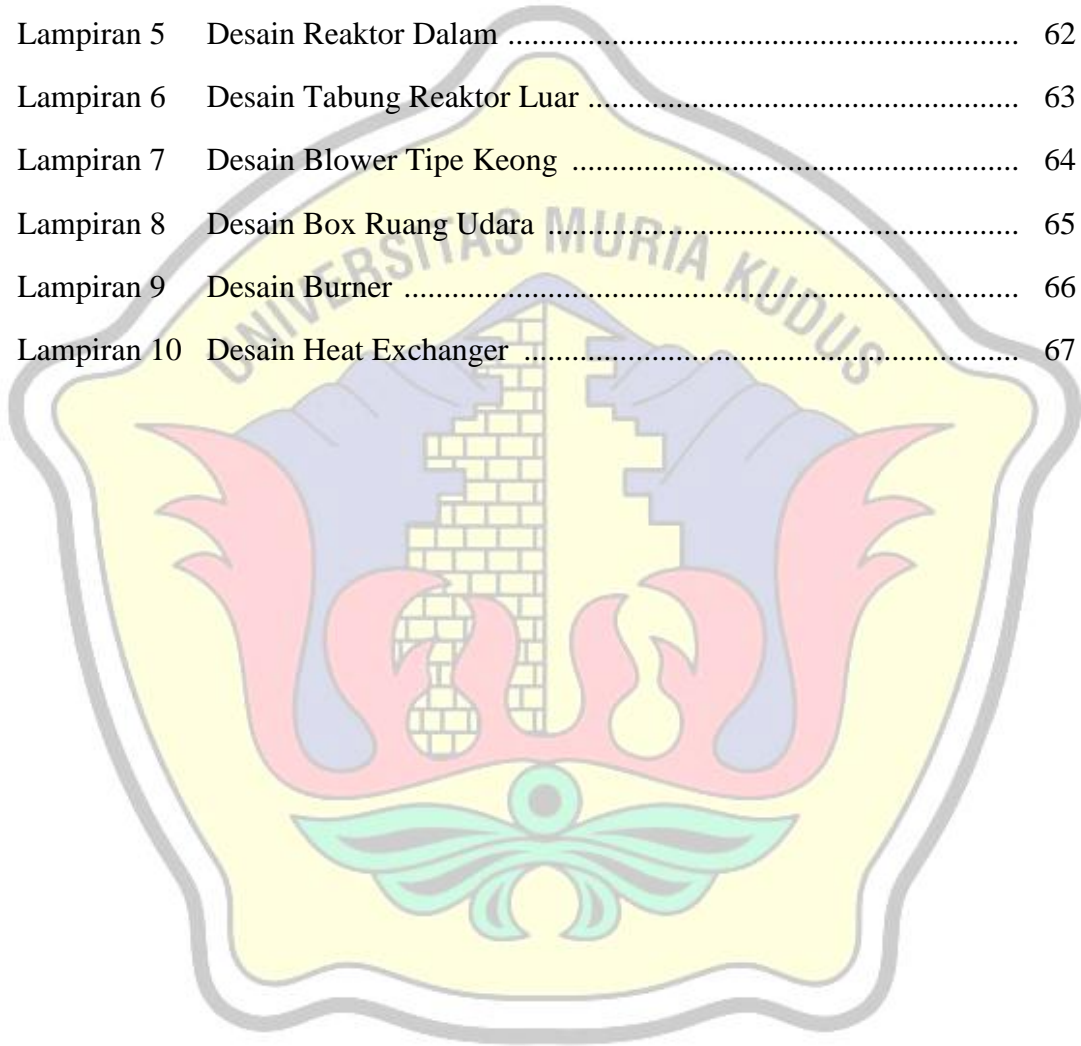 Lampiran 5 Desain Reaktor Dalam ........................................................................ 62
Lampiran 6 Desain Tabung Reaktor Luar ............................................................. 63
Lampiran 7 Desain Blower Tipe Keong ............................................................... 64
Lampiran 8 Desain Box Ruang Udara .................................................................. 65
Lampiran 9 Desain Burner ....................................................................................... 66
Lampiran 10 Desain Heat Exchanger ...................................................................... 67
UNIVERSITAS MURIA KUDUS